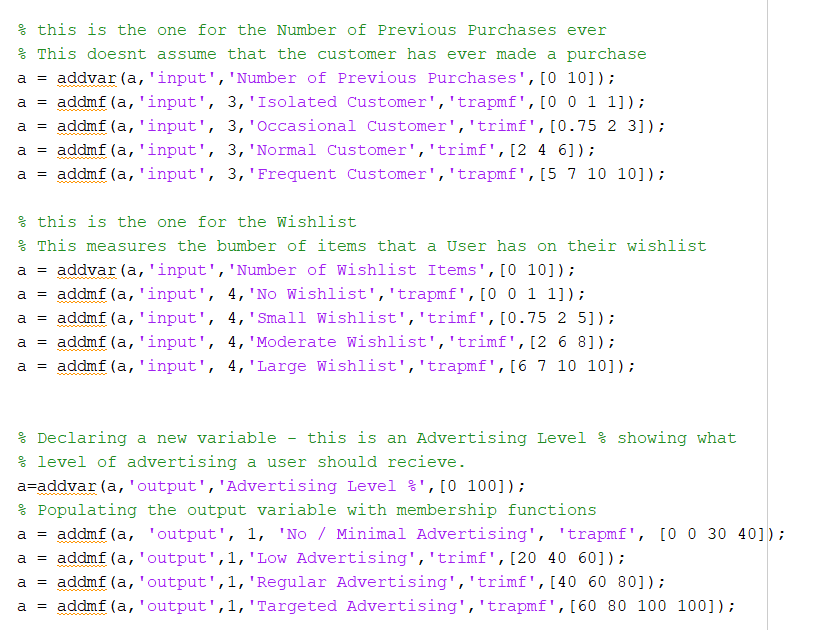 % this is the one for the Number of Previous Purchases ever
% This doesnt assume that the customer has ever made a purchase
a = addvar(a,'input','Number of Previous Purchases',[0 10]);
a = addmf(a,'input', 3,'Isolated Customer','trapmf',[0 0 1 1]);
a = addmf(a,'input', 3,'Occasional Customer','trimf',[0.75 2 3]);
a = addmf(a,'input', 3,'Normal Customer','trimf',[2 4 6]);
a = addmf(a,'input', 3,'Frequent Customer','trapmf',[5 7 10 10]);
% this is the one for the Wishlist
% This measures the bumber of items that a User has on their wishlist
a = addvar(a,'input','Number of Wishlist Items',[0 10]);
a = addmf(a,'input', 4,'No Wishlist','trapmf',[0 0 1 1]);
a = addmf(a,'input', 4,'Small Wishlist','trimf',[0.75 2 5]);
a = addmf(a,'input', 4,'Moderate Wishlist','trimf',[2 6 8]);
a = addmf(a,'input', 4,'Large Wishlist','trapmf',[6 7 10 10]);
% Declaring a new variable - this is an Advertising Level % showing what
% level of advertising a user should recieve.
a=addvar(a,'output','Advertising Level %',[0 100]);
% Populating the output variable with membership functions
a = addmf(a, 'output', 1, 'No / Minimal Advertising', 'trapmf', [0 0 30 40]);
a = addmf(a,'output',1,'Low Advertising','trimf',[20 40 60]);
a = addmf(a,'output',1,'Regular Advertising','trimf',[40 60 80]);
a = addmf(a,'output',1,'Targeted Advertising','trapmf',[60 80 100 100]);